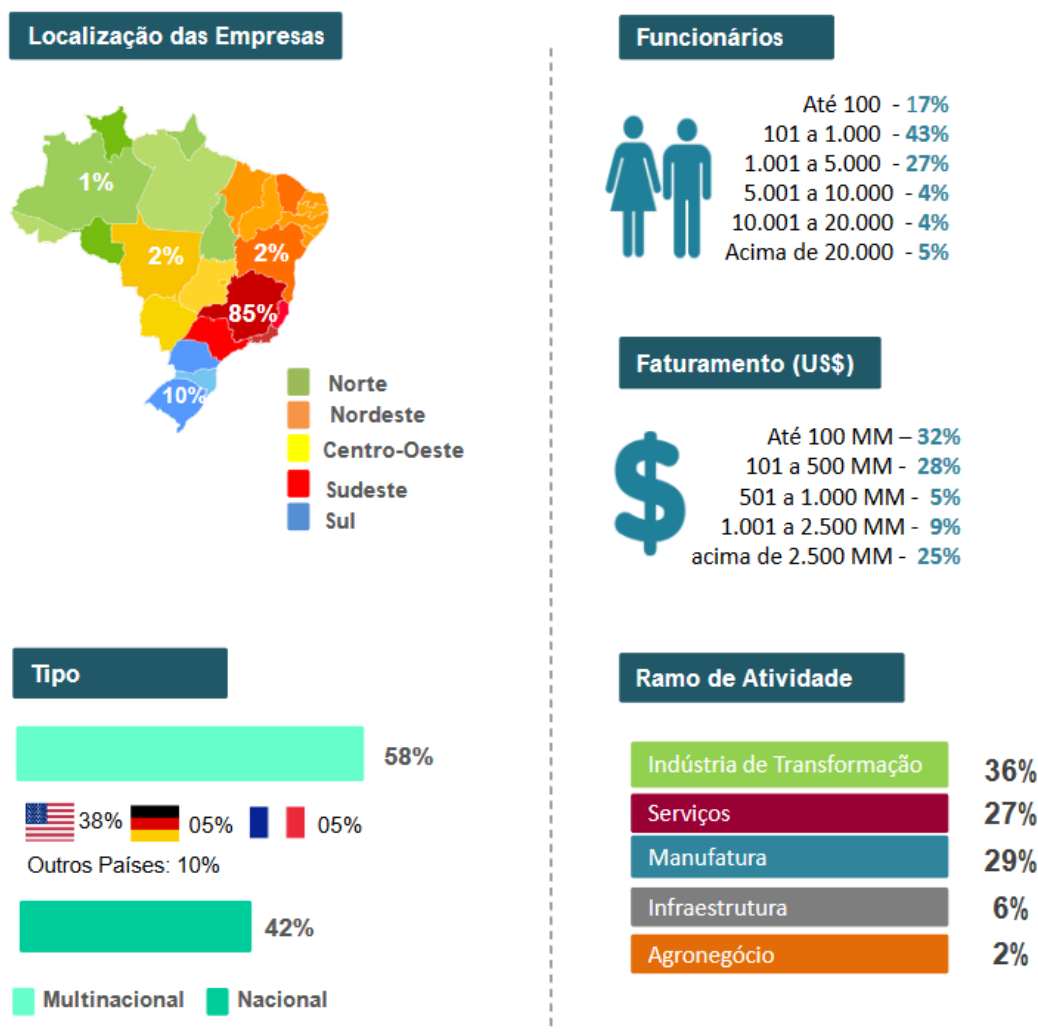 Localização das Empresas
1%
2%
2%
85%
10%
Norte
Nordeste
Centro-Oeste
Sudeste
Sul
Tipo
58%
38% 05% 05%
Outros Países: 10%
42%
Multinacional Nacional
Funcionários
Até 100 - 17%
101 a 1.000 - 43%
1.001 a 5.000 - 27%
5.001 a 10.000 - 4%
10.001 a 20.000 - 4%
Acima de 20.000 - 5%
Faturamento (US$)
$
Até 100 MM – 32%
101 a 500 MM - 28%
501 a 1.000 MM - 5%
1.001 a 2.500 MM - 9%
acima de 2.500 MM - 25%
Ramo de Atividade
Indústria de Transformação 36%
Serviços 27%
Manufatura 29%
Infraestrutura 6%
Agronegócio 2%